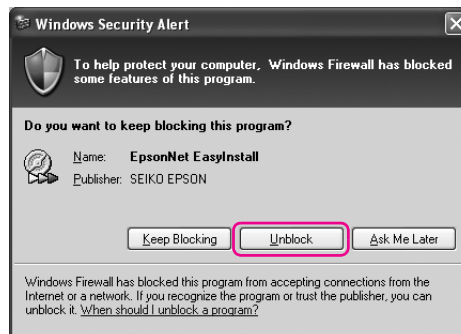 Windows Security Alert
To help protect your computer, Windows Firewall has blocked
some features of this program.
Do you want to keep blocking this program?
Name: EpsonNet EasyInstall
Publisher: SEIKO EPSON
Keep Blocking Unblock Ask Me Later
Windows Firewall has blocked this program from accepting connections from the
Internet or a network. If you recognize the program or trust the publisher, you can
unblock it. When should I unblock a program?